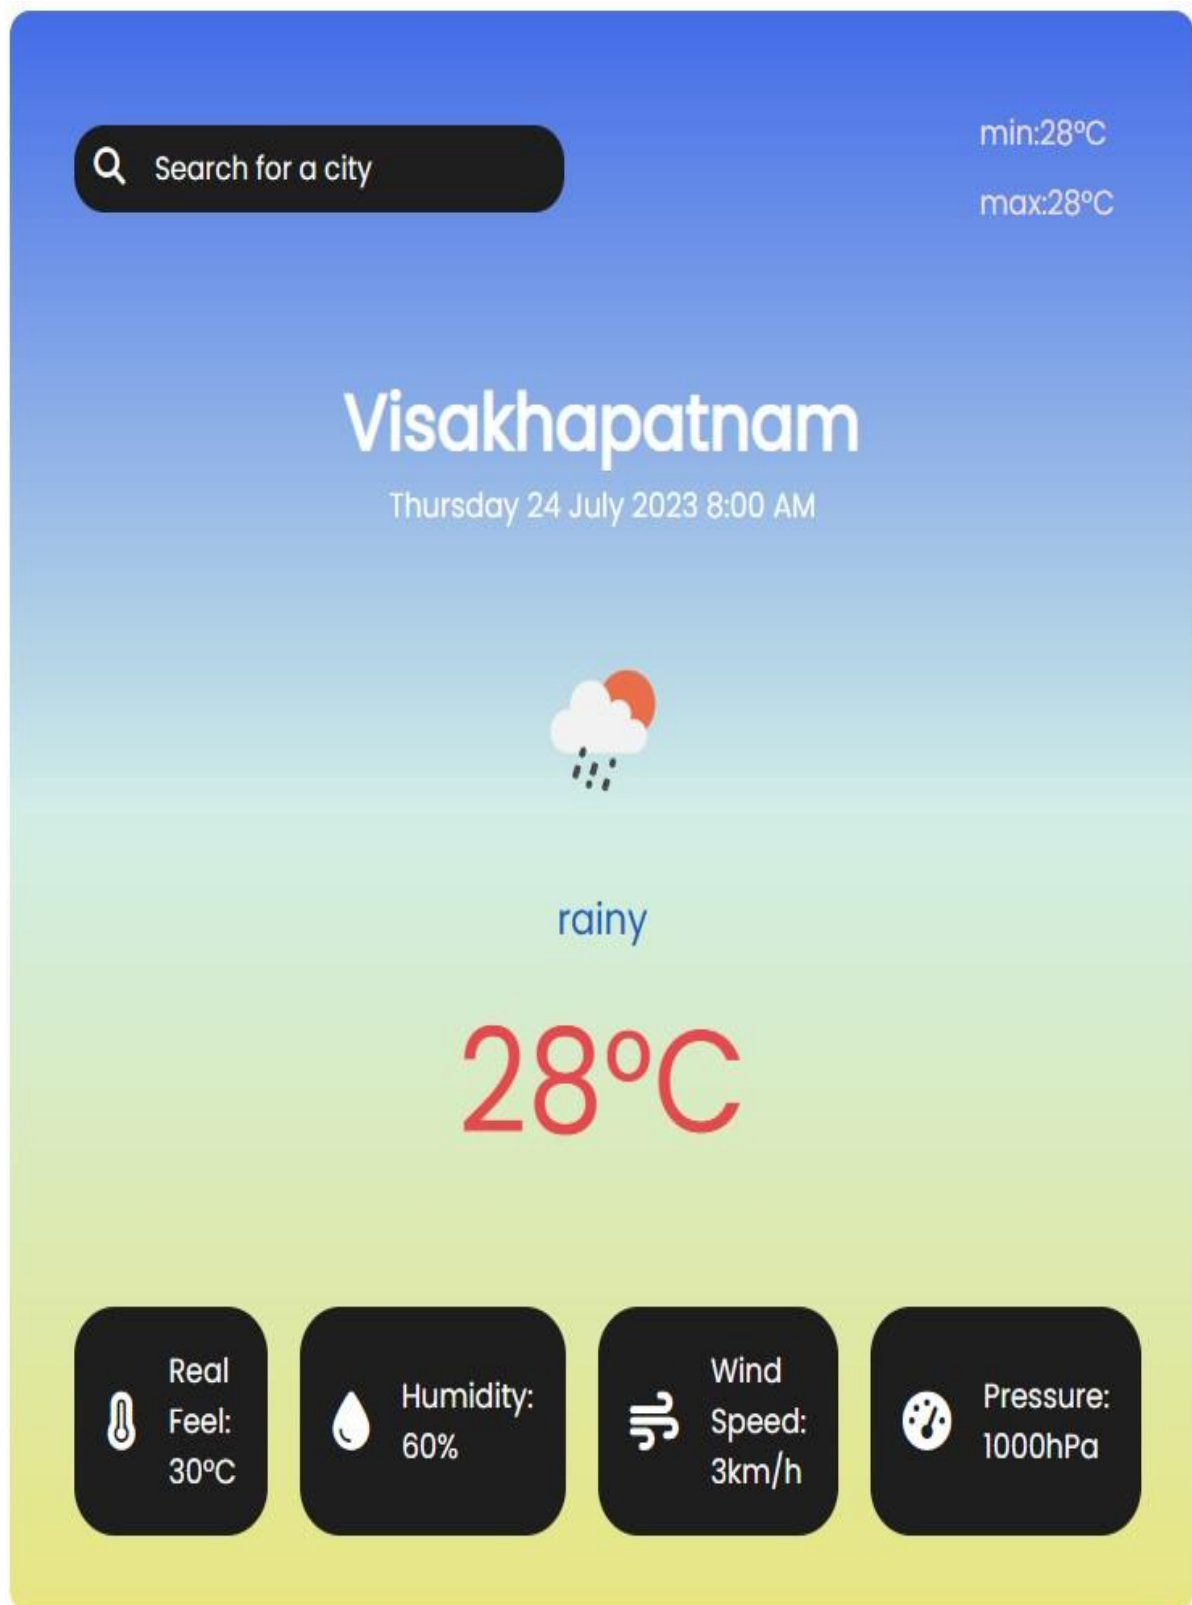 Search for a city
min:28°C
max:28°C
Visakhapatnam
Thursday 24 July 2023 8:00 AM
rainy
28°C
Real
Feel:
30°C
Humidity:
60%
Wind
Speed:
3km/h
Pressure:
1000hPa